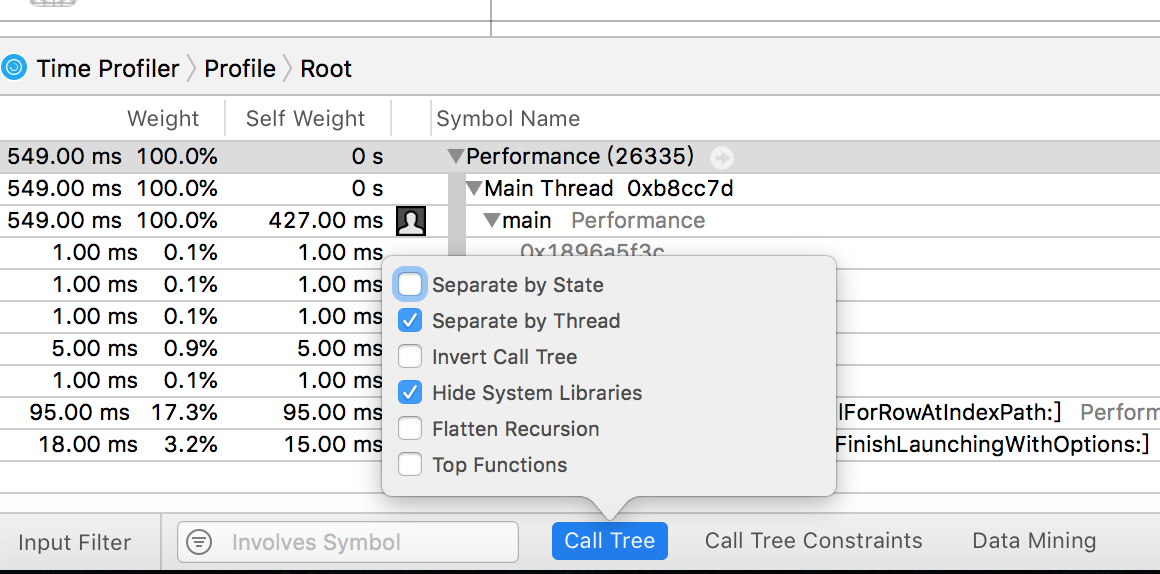 Time Profiler Profile Root
Weight Self Weight Symbol Name
549.00 ms 100.0% 0 s Performance (26335)
549.00 ms 100.0% 0 s Main Thread 0xb8cc7d
549.00 ms 100.0% 427.00 ms main Performance
1.00 ms 0.1% 1.00 ms 0x1896a5f3c
1.00 ms 0.1% 1.00 ms
1.00 ms 0.1% 1.00 ms
5.00 ms 0.9% 5.00 ms
1.00 ms 0.1% 1.00 ms
95.00 ms 17.3% 95.00 ms lForRowAtIndexPath:] Perform
18.00 ms 3.2% 15.00 ms FinishLaunchingWithOptions:]
Separate by State
Separate by Thread
Invert Call Tree
Hide System Libraries
Flatten Recursion
Top Functions
Input Filter Involves Symbol Call Tree Call Tree Constraints Data Mining